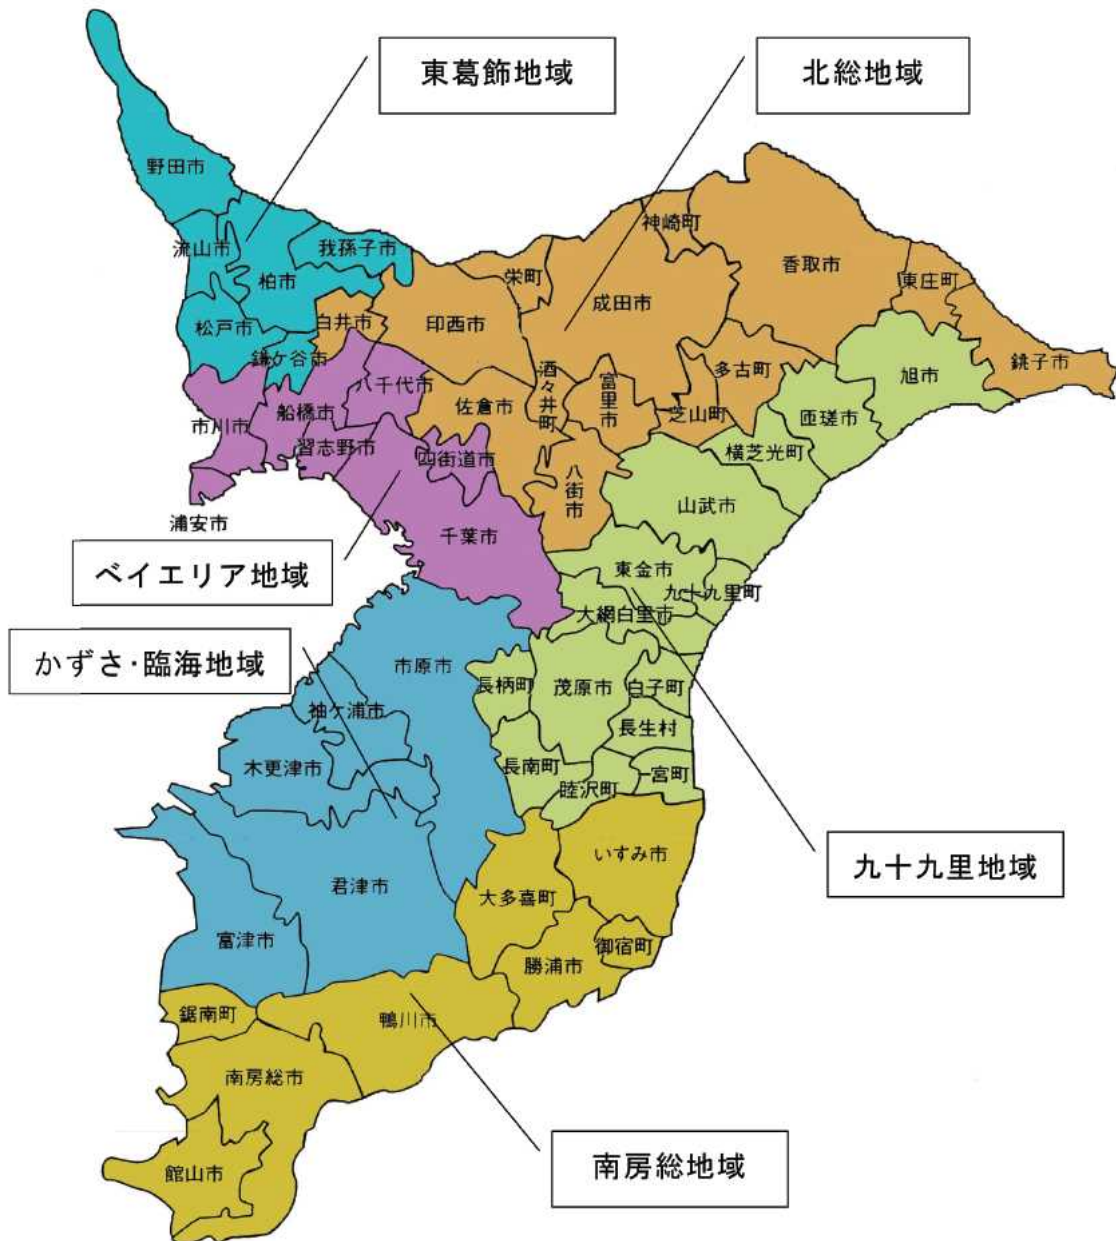 東葛飾地域
北総地域
野田市
流山市
柏市
我孫子市
松戸市
鎌ケ谷市
白井市
印西市
栄町
成田市
神崎町
香取市
東庄町
銚子市
旭市
匝瑳市
多古町
芝山町
横芝光町
富里市
酒々井町
佐倉市
八街市
八千代市
船橋市
市川市
習志野市
四街道市
浦安市
千葉市
山武市
ベイエリア地域
東金市
九十九里町
大網白里市
かずさ・臨海地域
市原市
長柄町
茂原市
白子町
袖ケ浦市
長生村
木更津市
長南町
睦沢町
宮町
いすみ市
九十九里地域
君津市
大多喜町
富津市
勝浦市
御宿町
鋸南町
鴨川市
南房総市
館山市
南房総地域